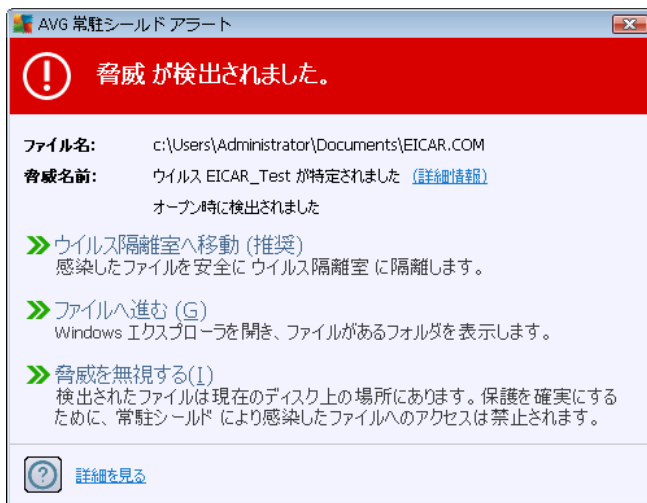 AVG 常駐シールド アラート
脅威 が検出されました。
ファイル名: c:\Users\Administrator\Documents\EICAR.COM
脅威名前: ウイルス EICAR_Test が特定されました (詳細情報)
オープン時に検出されました
ウイルス隔離室へ移動 (推奨)
感染したファイルを安全に ウイルス隔離室 に隔離します。
ファイルへ進む (G)
Windows エクスプローラを開き、ファイルがあるフォルダを表示します。
脅威を無視する(I)
検出されたファイルは現在のディスク上の場所にあります。保護を確実にする
ために、常駐シールド により感染したファイルへのアクセスは禁止されます。
詳細を見る